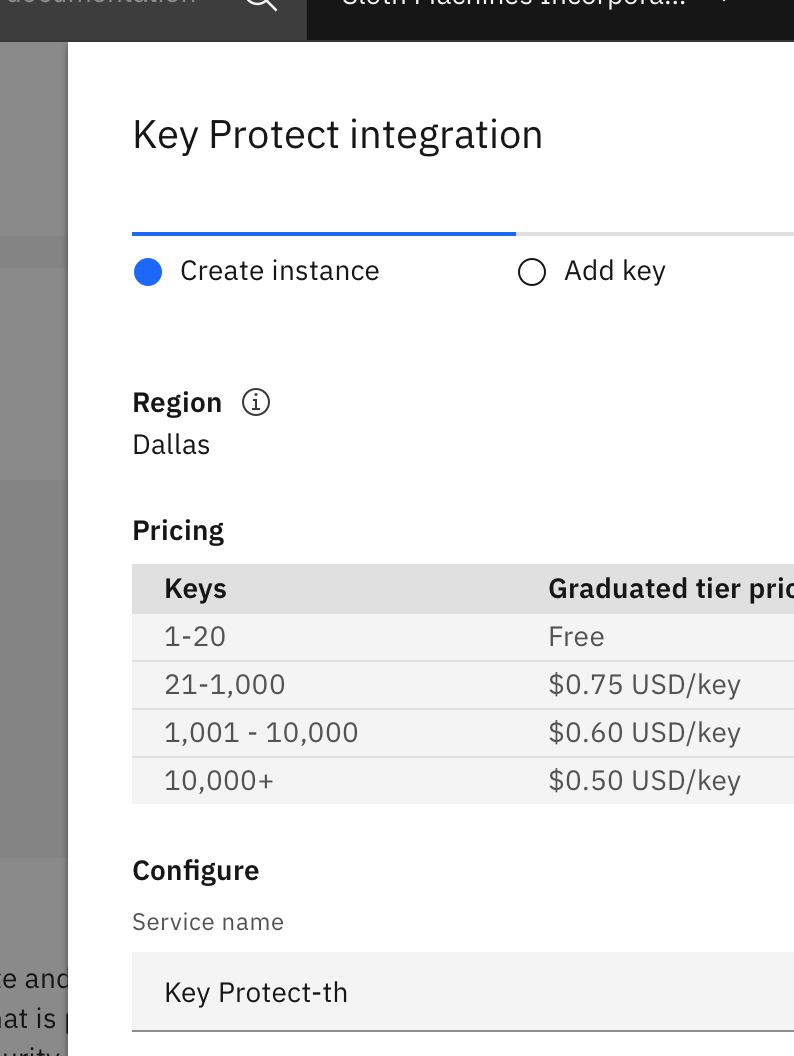 documentation
Sloth Machines Incorpora...
Key Protect integration
Create instance
Add key
Region
Dallas
Pricing
Keys
Graduated tier
1-20
Free
21-1,000
$0.75 USD/key
1,001 - 10,000
$0.60 USD/key
10,000+
$0.50 USD/key
Configure
Service name
Key Protect-th
and
at is